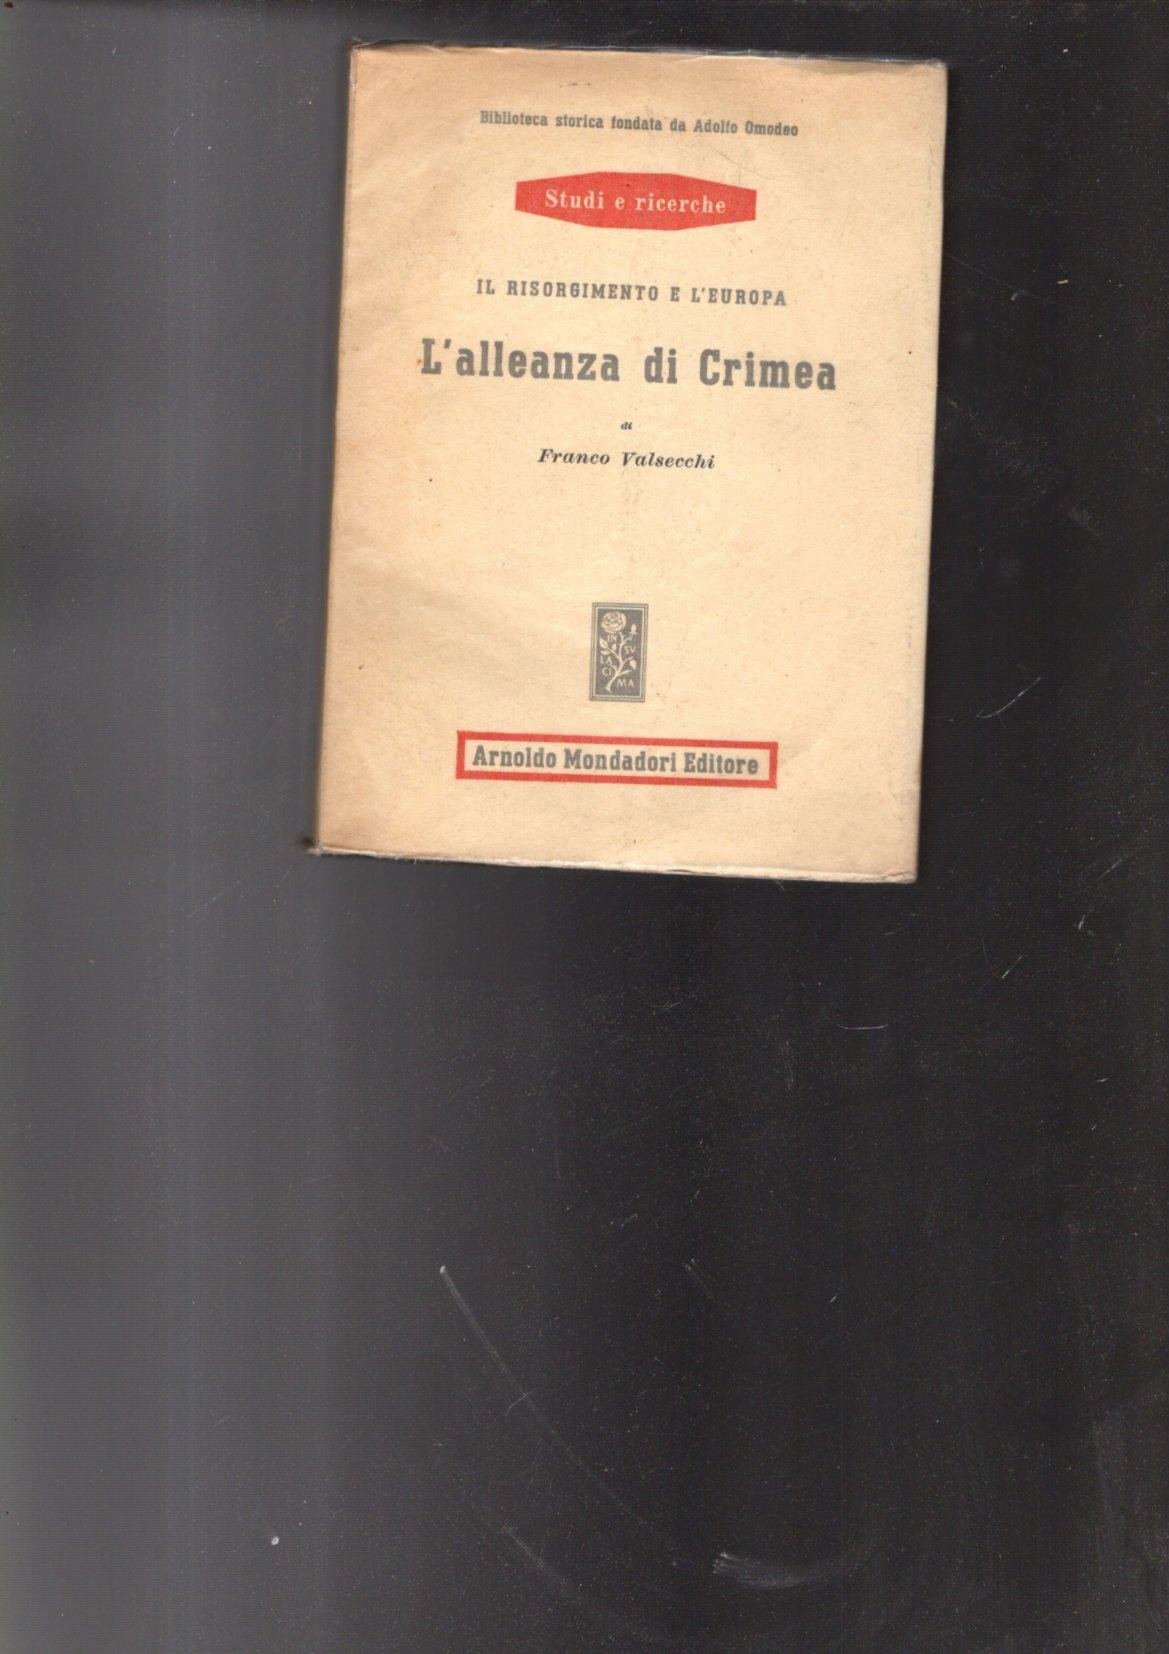 Biblioteca storica fondata da Adolfo Omodeo
Studi e ricerche
IL RISORGIMENTO E L'EUROPA
L'alleanza di Crimea
di
Franco Valsecchi
IN
SV
LA
CI
MA
Arnoldo Mondadori Editore